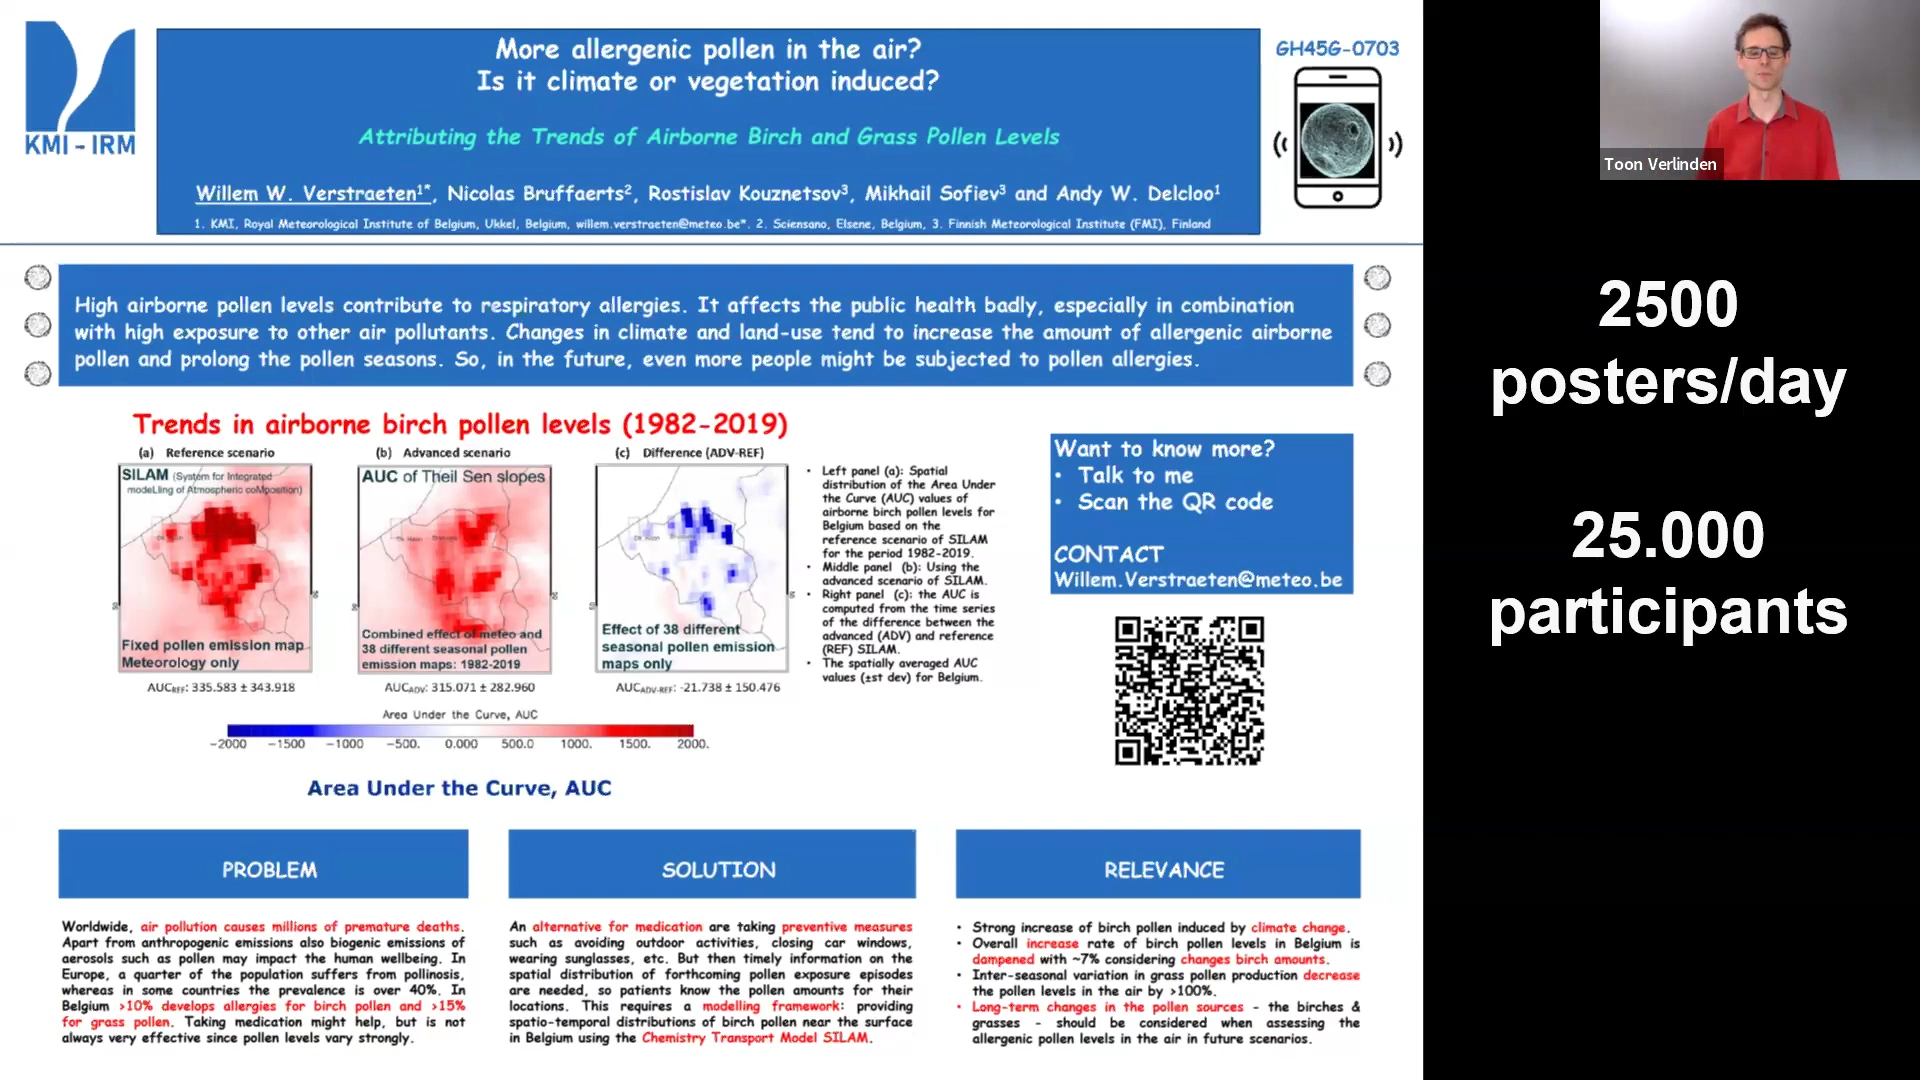 KMI - IRM
More allergenic pollen in the air?
Is it climate or vegetation induced?
Attributing the Trends of Airborne Birch and Grass Pollen Levels
Willem W. Verstraeten¹*, Nicolas Bruffaerts², Rostislav Kouznetsov³, Mikhail Sofiev³ and Andy W. Delcloo¹
1. KMI, Royal Meteorological Institute of Belgium, Ukkel, Belgium, willem.verstraeten@meteo.be*. 2. Sciensano, Elsene, Belgium, 3. Finnish Meteorological Institute (FMI), Finland
GH45G-0703
Toon Verlinden
2500
posters/day
25.000
participants
High airborne pollen levels contribute to respiratory allergies. It affects the public health badly, especially in combination
with high exposure to other air pollutants. Changes in climate and land-use tend to increase the amount of allergenic airborne
pollen and prolong the pollen seasons. So, in the future, even more people might be subjected to pollen allergies.
Trends in airborne birch pollen levels (1982-2019)
(a) Reference scenario
SILAM (System for Integrated
modeLling of Atmospheric coMposition)
Fixed pollen emission map
Meteorology only
AUCREF: 335.583 ± 343.918
(b) Advanced scenario
AUC of Theil Sen slopes
Combined effect of meteo and
38 different seasonal pollen
emission maps: 1982-2019
AUCADV: 315.071 ± 282.960
(c) Difference (ADV-REF)
Effect of 38 different
seasonal pollen emission
maps only
AUCADV-REF: -21.738 ± 150.476
Area Under the Curve, AUC
-2000 -1500 -1000 -500. 0.000 500.0 1000. 1500. 2000.
Area Under the Curve, AUC
• Left panel (a): Spatial
distribution of the Area Under
the Curve (AUC) values of
airborne birch pollen levels for
Belgium based on the
reference scenario of SILAM
for the period 1982-2019.
• Middle panel (b): Using the
advanced scenario of SILAM.
• Right panel (c): the AUC is
computed from the time series
of the difference between the
advanced (ADV) and reference
(REF) SILAM.
• The spatially averaged AUC
values (±st dev) for Belgium.
Want to know more?
• Talk to me
• Scan the QR code
CONTACT
Willem.Verstraeten@meteo.be
PROBLEM
Worldwide, air pollution causes millions of premature deaths.
Apart from anthropogenic emissions also biogenic emissions of
aerosols such as pollen may impact the human wellbeing. In
Europe, a quarter of the population suffers from pollinosis,
whereas in some countries the prevalence is over 40%. In
Belgium >10% develops allergies for birch pollen and >15%
for grass pollen. Taking medication might help, but is not
always very effective since pollen levels vary strongly.
SOLUTION
An alternative for medication are taking preventive measures
such as avoiding outdoor activities, closing car windows,
wearing sunglasses, etc. But then timely information on the
spatial distribution of forthcoming pollen exposure episodes
are needed, so patients know the pollen amounts for their
locations. This requires a modelling framework: providing
spatio-temporal distributions of birch pollen near the surface
in Belgium using the Chemistry Transport Model SILAM.
RELEVANCE
• Strong increase of birch pollen induced by climate change.
• Overall increase rate of birch pollen levels in Belgium is
dampened with ~7% considering changes birch amounts.
• Inter-seasonal variation in grass pollen production decrease
the pollen levels in the air by >100%.
• Long-term changes in the pollen sources - the birches &
grasses - should be considered when assessing the
allergenic pollen levels in the air in future scenarios.